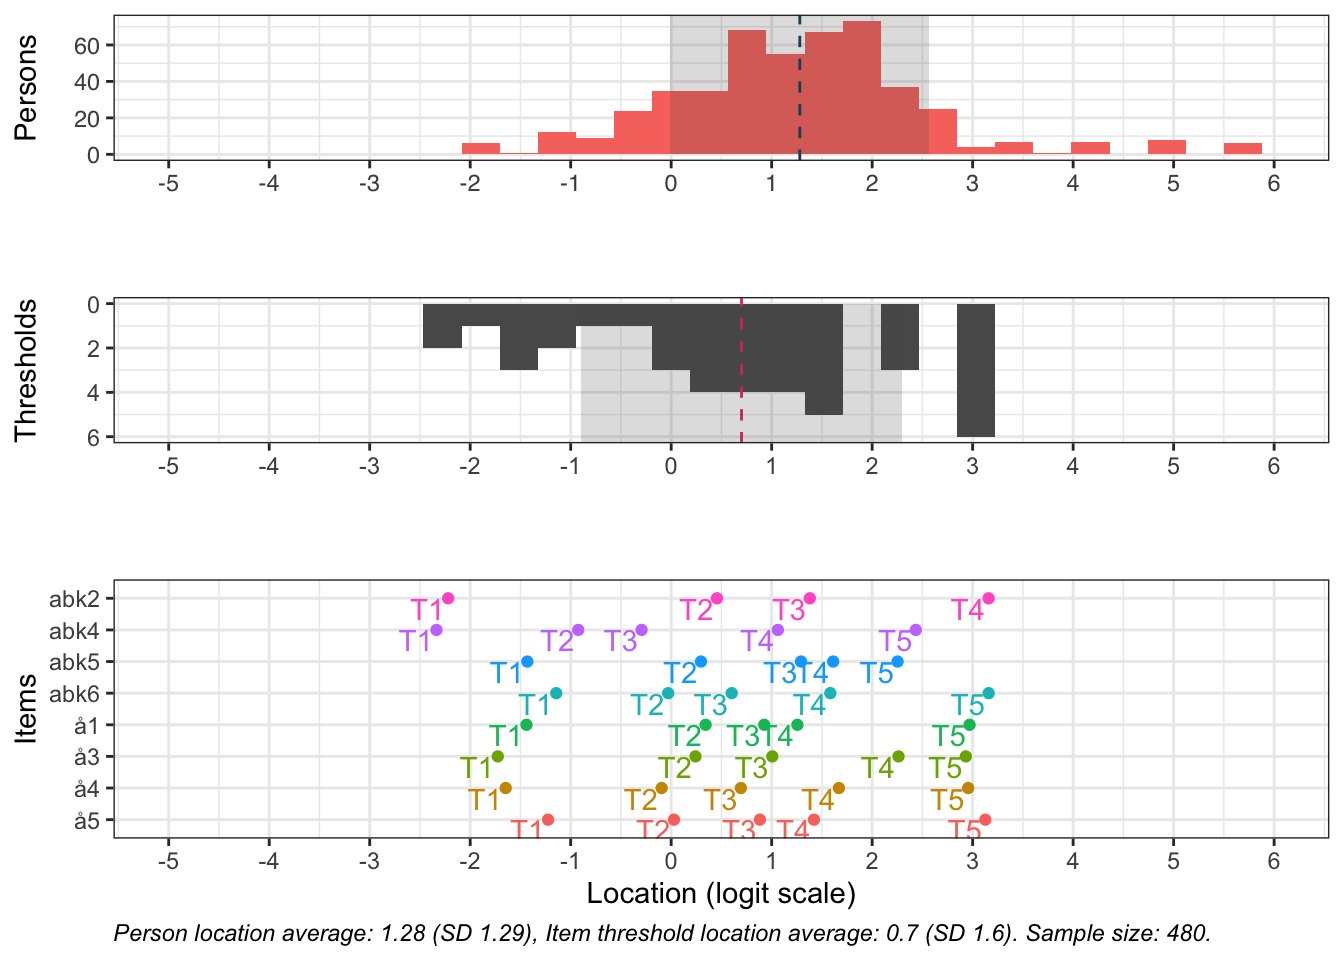 Persons
60
40
20
0
-5 -4 -3 -2 -1 0 1 2 3 4 5 6
Thresholds
0
2
4
6
-5 -4 -3 -2 -1 0 1 2 3 4 5 6
Items
abk2 T1 T2 T3 T4
abk4 T1 T2 T3 T4 T5
abk5 T1 T2 T3 T4 T5
abk6 T1 T2 T3 T4 T5
å1 T1 T2 T3 T4 T5
å3 T1 T2 T3 T4 T5
å4 T1 T2 T3 T4 T5
å5 T1 T2 T3 T4 T5
-5 -4 -3 -2 -1 0 1 2 3 4 5 6
Location (logit scale)
Person location average: 1.28 (SD 1.29), Item threshold location average: 0.7 (SD 1.6). Sample size: 480.